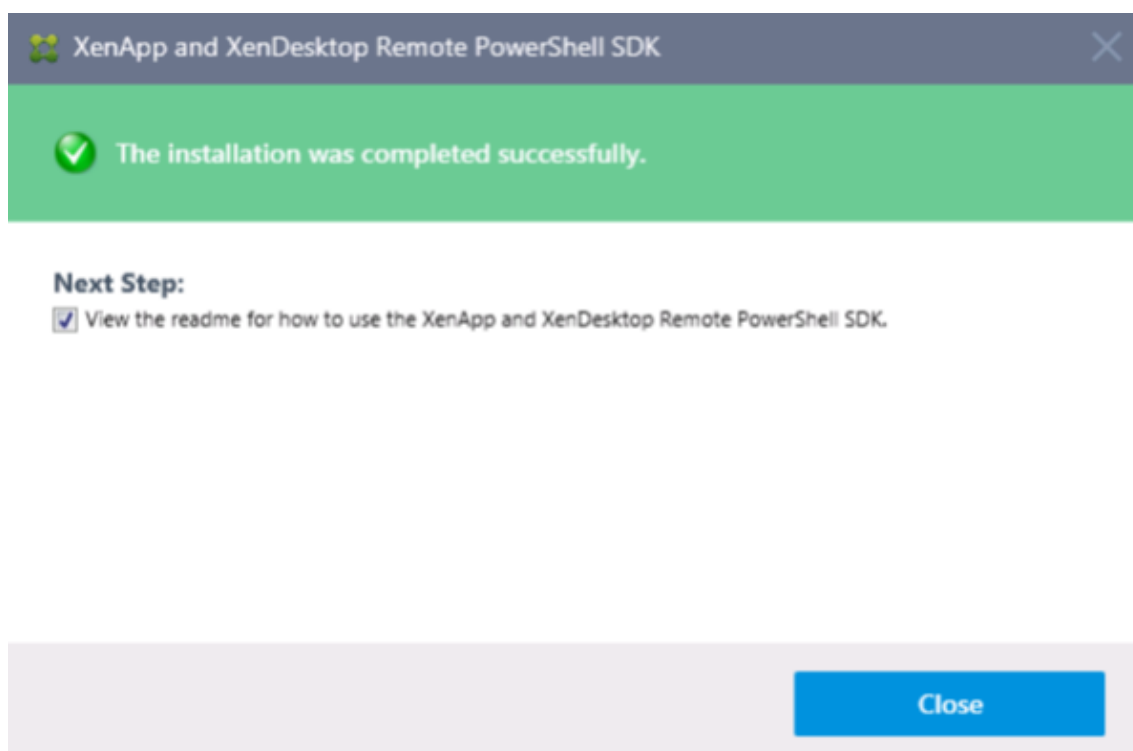 XenApp and XenDesktop Remote PowerShell SDK
The installation was completed successfully.
Next Step:
View the readme for how to use the XenApp and XenDesktop Remote PowerShell SDK.
Close